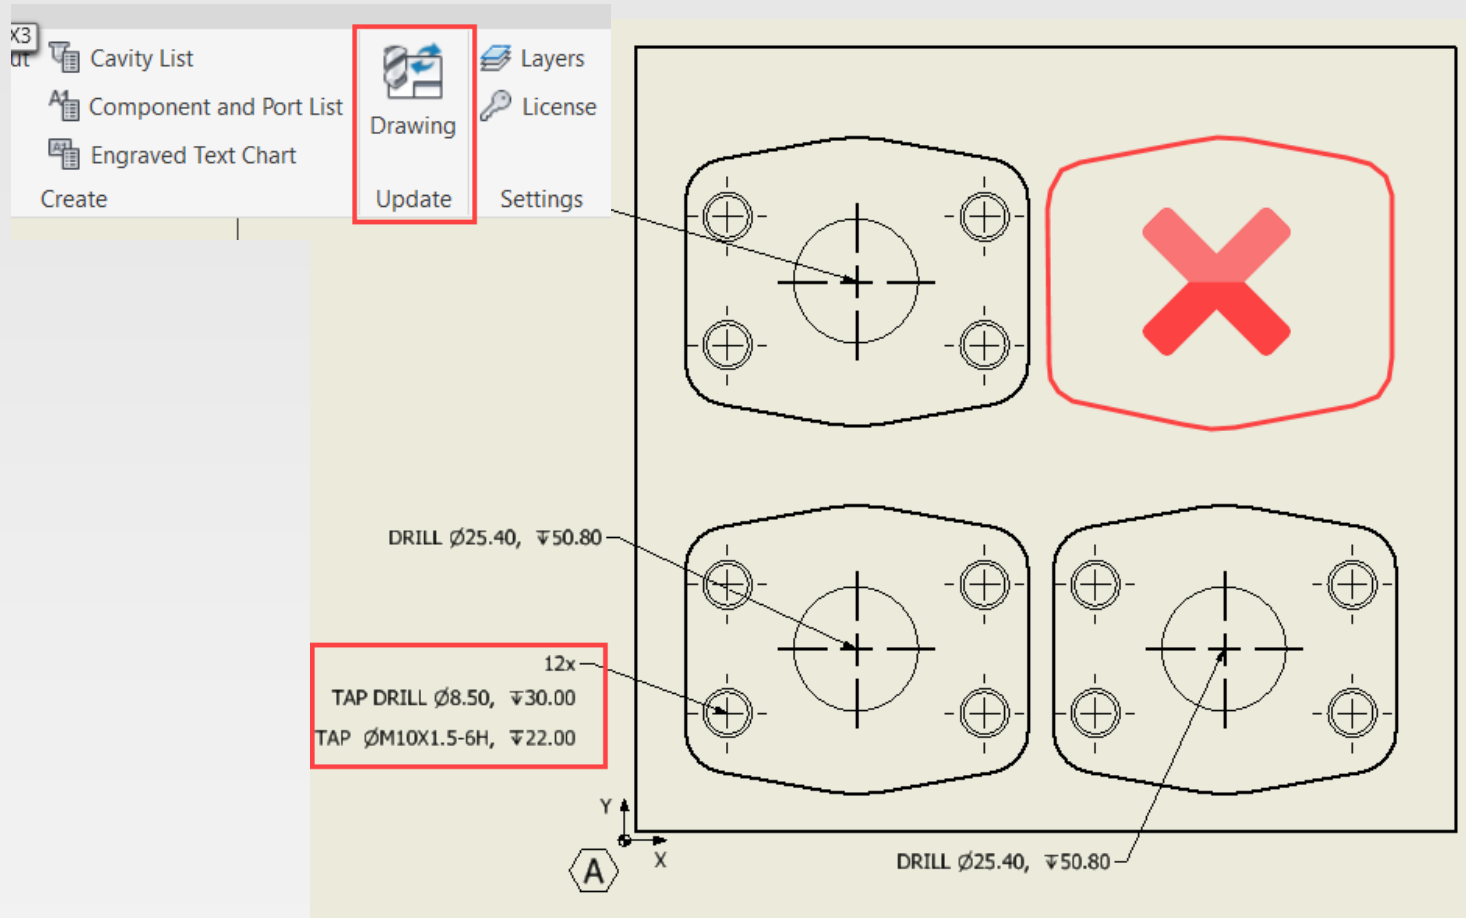 X3
ut
Cavity List
Component and Port List
Engraved Text Chart
Create
Drawing
Update
Layers
License
Settings
DRILL Ø25.40, ↧50.80
12x
TAP DRILL Ø8.50, ↧30.00
TAP ØM10X1.5-6H, ↧22.00
Y
X
A
DRILL Ø25.40, ↧50.80